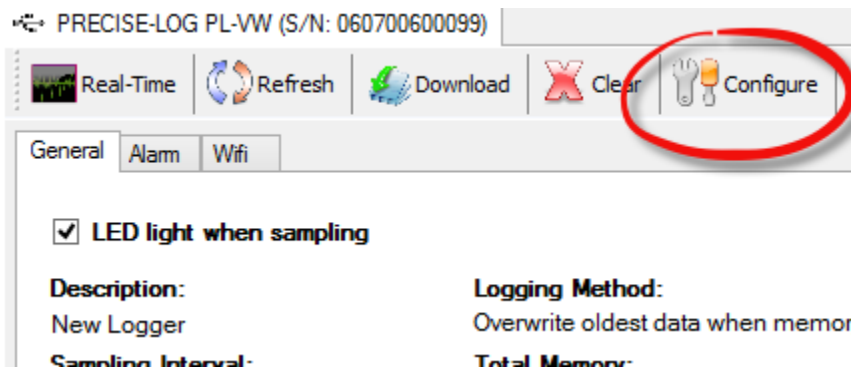 PRECISE-LOG PL-VW (S/N: 060700600099)
Real-Time Refresh Download Clear Configure
General Alarm Wifi
LED light when sampling
Description: Logging Method:
New Logger Overwrite oldest data when memor
Sampling Interval: Total Memory: